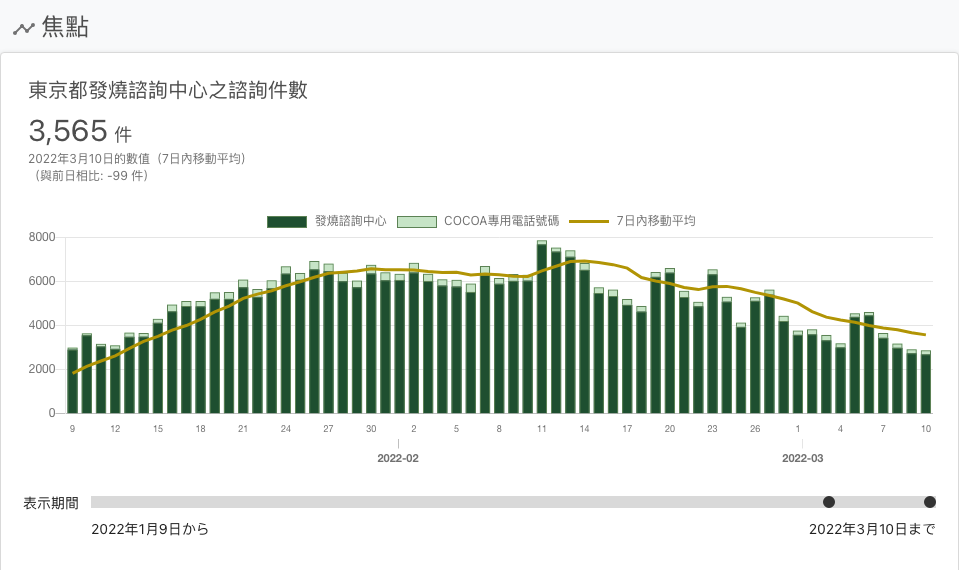 焦點
東京都發燒諮詢中心之諮詢件數
3,565 件
2022年3月10日的數值（7日內移動平均）
（與前日相比: -99 件）
發燒諮詢中心 COCOA專用電話號碼 7日內移動平均
8000
6000
4000
2000
0
9 12 15 18 21 24 27 30 2 5 8 11 14 17 20 23 26 1 4 7 10
2022-02 2022-03
表示期間
2022年1月9日から 2022年3月10日まで